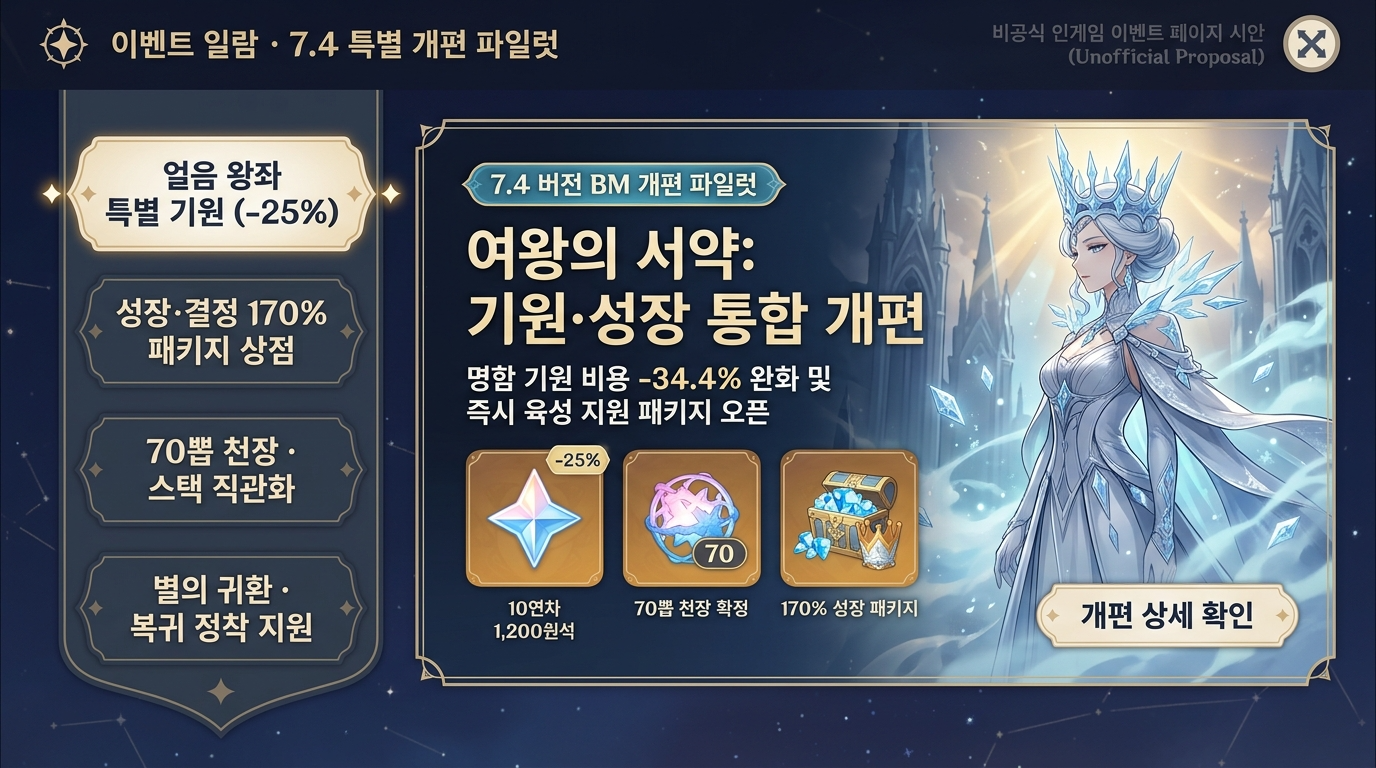 이벤트 일람 · 7.4 특별 개편 파일럿
비공식 인게임 이벤트 페이지 시안
(Unofficial Proposal)
얼음 왕좌
특별 기원 (-25%)
성장·결정 170%
패키지 상점
70뽑 천장 ·
스택 직관화
별의 귀환 ·
복귀 정착 지원
7.4 버전 BM 개편 파일럿
여왕의 서약:
기원·성장 통합 개편
명함 기원 비용 -34.4% 완화 및
즉시 육성 지원 패키지 오픈
-25%
70
10연차
1,200원석
70뽑 천장 확정
170% 성장 패키지
개편 상세 확인